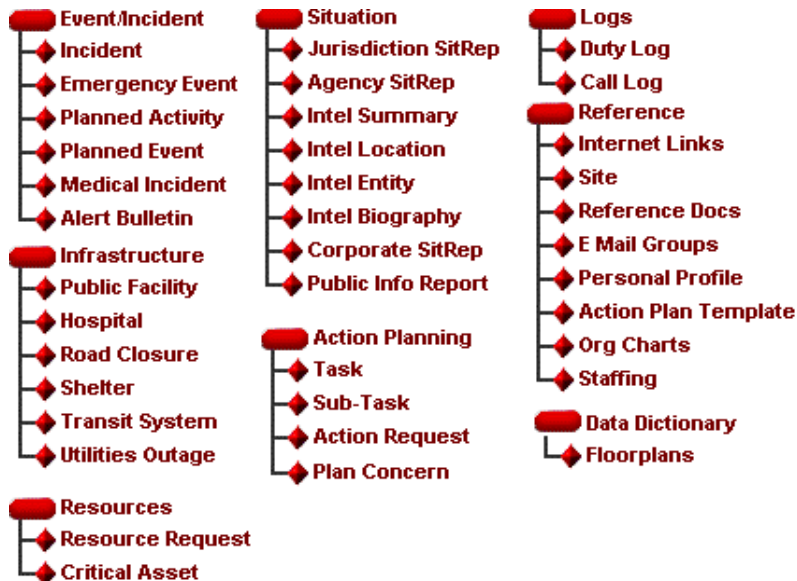 Event/Incident
Incident
Emergency Event
Planned Activity
Planned Event
Medical Incident
Alert Bulletin
Infrastructure
Public Facility
Hospital
Road Closure
Shelter
Transit System
Utilities Outage
Resources
Resource Request
Critical Asset
Situation
Jurisdiction SitRep
Agency SitRep
Intel Summary
Intel Location
Intel Entity
Intel Biography
Corporate SitRep
Public Info Report
Action Planning
Task
Sub-Task
Action Request
Plan Concern
Logs
Duty Log
Call Log
Reference
Internet Links
Site
Reference Docs
E Mail Groups
Personal Profile
Action Plan Template
Org Charts
Staffing
Data Dictionary
Floorplans